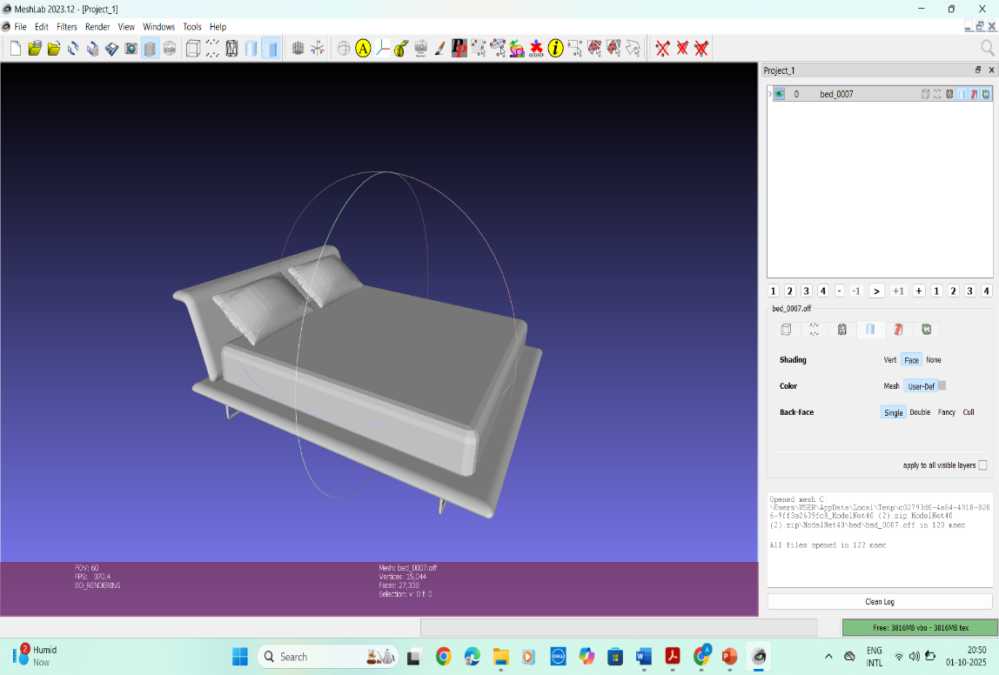 MeshLab 2023.12 - [Project_1]
File Edit Filters Render View Windows Tools Help
A Pp GEOREF i
Project_1
0 bed_0007
1 2 3 4 - -1 > +1 + 1 2 3 4
bed_0007.off
Shading Vert Face None
Color Mesh User-Def
Back-Face Single Double Fancy Cull
apply to all visible layers
Opened mesh C:
\Users\USER\AppData\Local\Temp\c02793d0-4a84-4918-828
6-9ff3e2639fc8_ModelNet40 (2).zip.ModelNet40
(2).zip\ModelNet40\bed\bed_0007.off in 120 msec
All files opened in 122 msec
Clean Log
FOV: 60
FPS: 370.4
BO_RENDERING
Mesh: bed_0007.off
Vertices: 15,044
Faces: 27,338
Selection: v: 0 f: 0
Free: 3816MB vbo - 3816MB tex
2
Humid
Now
Search
DELL
W
A
P
ENG
INTL
20:50
01-10-2025